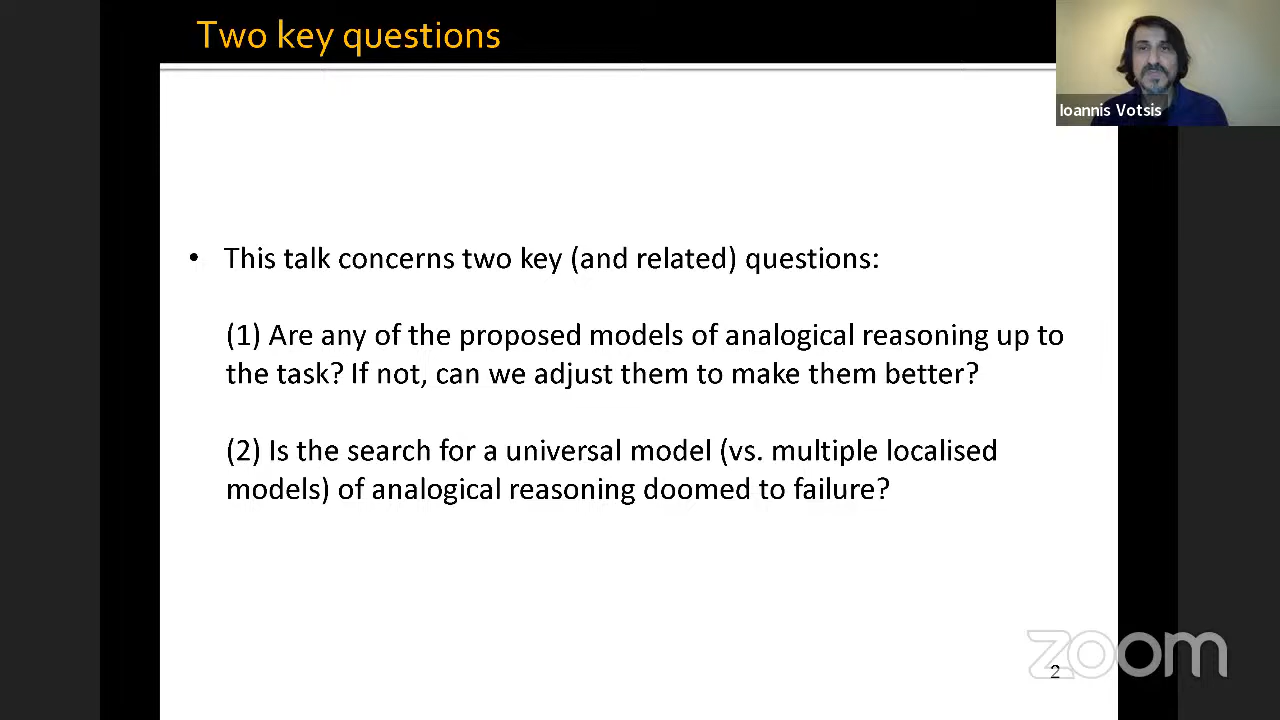 Two key questions
Ioannis Votsis
• This talk concerns two key (and related) questions:
(1) Are any of the proposed models of analogical reasoning up to
the task? If not, can we adjust them to make them better?
(2) Is the search for a universal model (vs. multiple localised
models) of analogical reasoning doomed to failure?
zoom
2